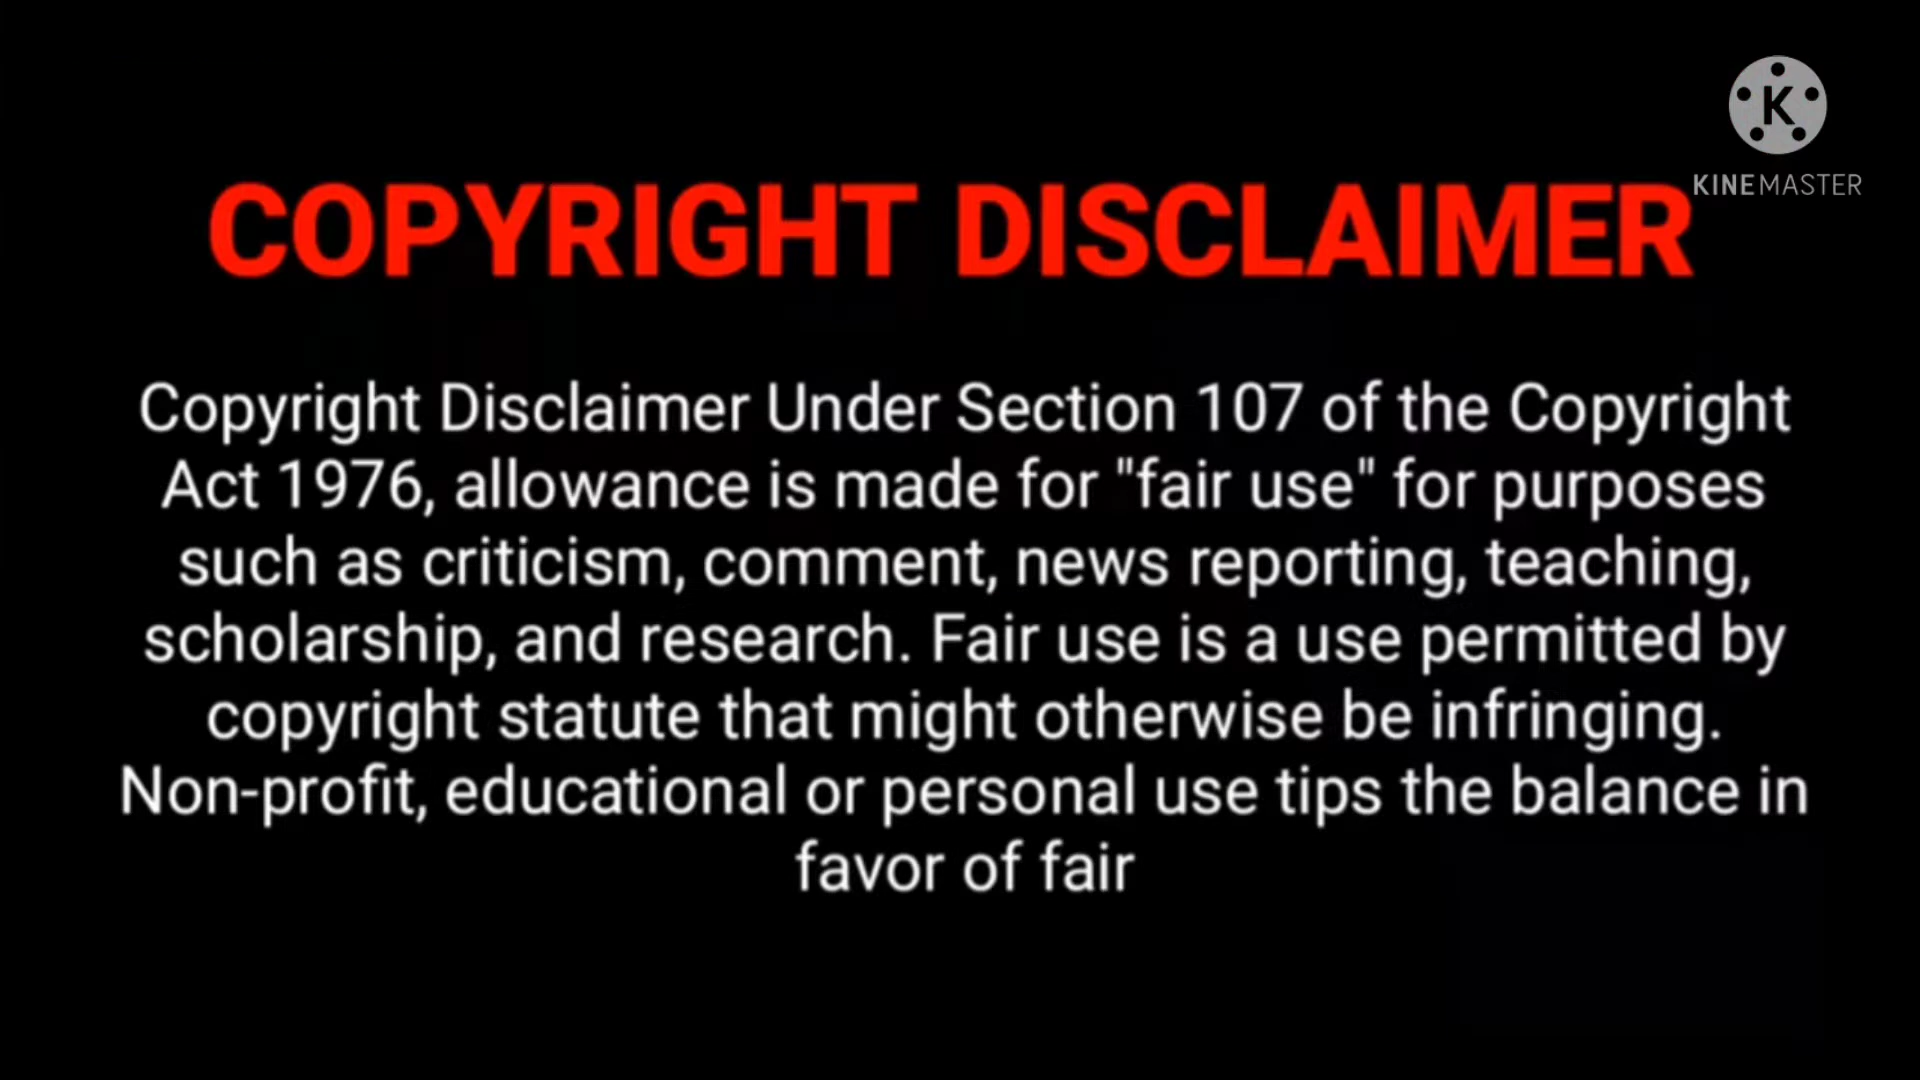 K
KINEMASTER
COPYRIGHT DISCLAIMER
Copyright Disclaimer Under Section 107 of the Copyright
Act 1976, allowance is made for "fair use" for purposes
such as criticism, comment, news reporting, teaching,
scholarship, and research. Fair use is a use permitted by
copyright statute that might otherwise be infringing.
Non-profit, educational or personal use tips the balance in
favor of fair